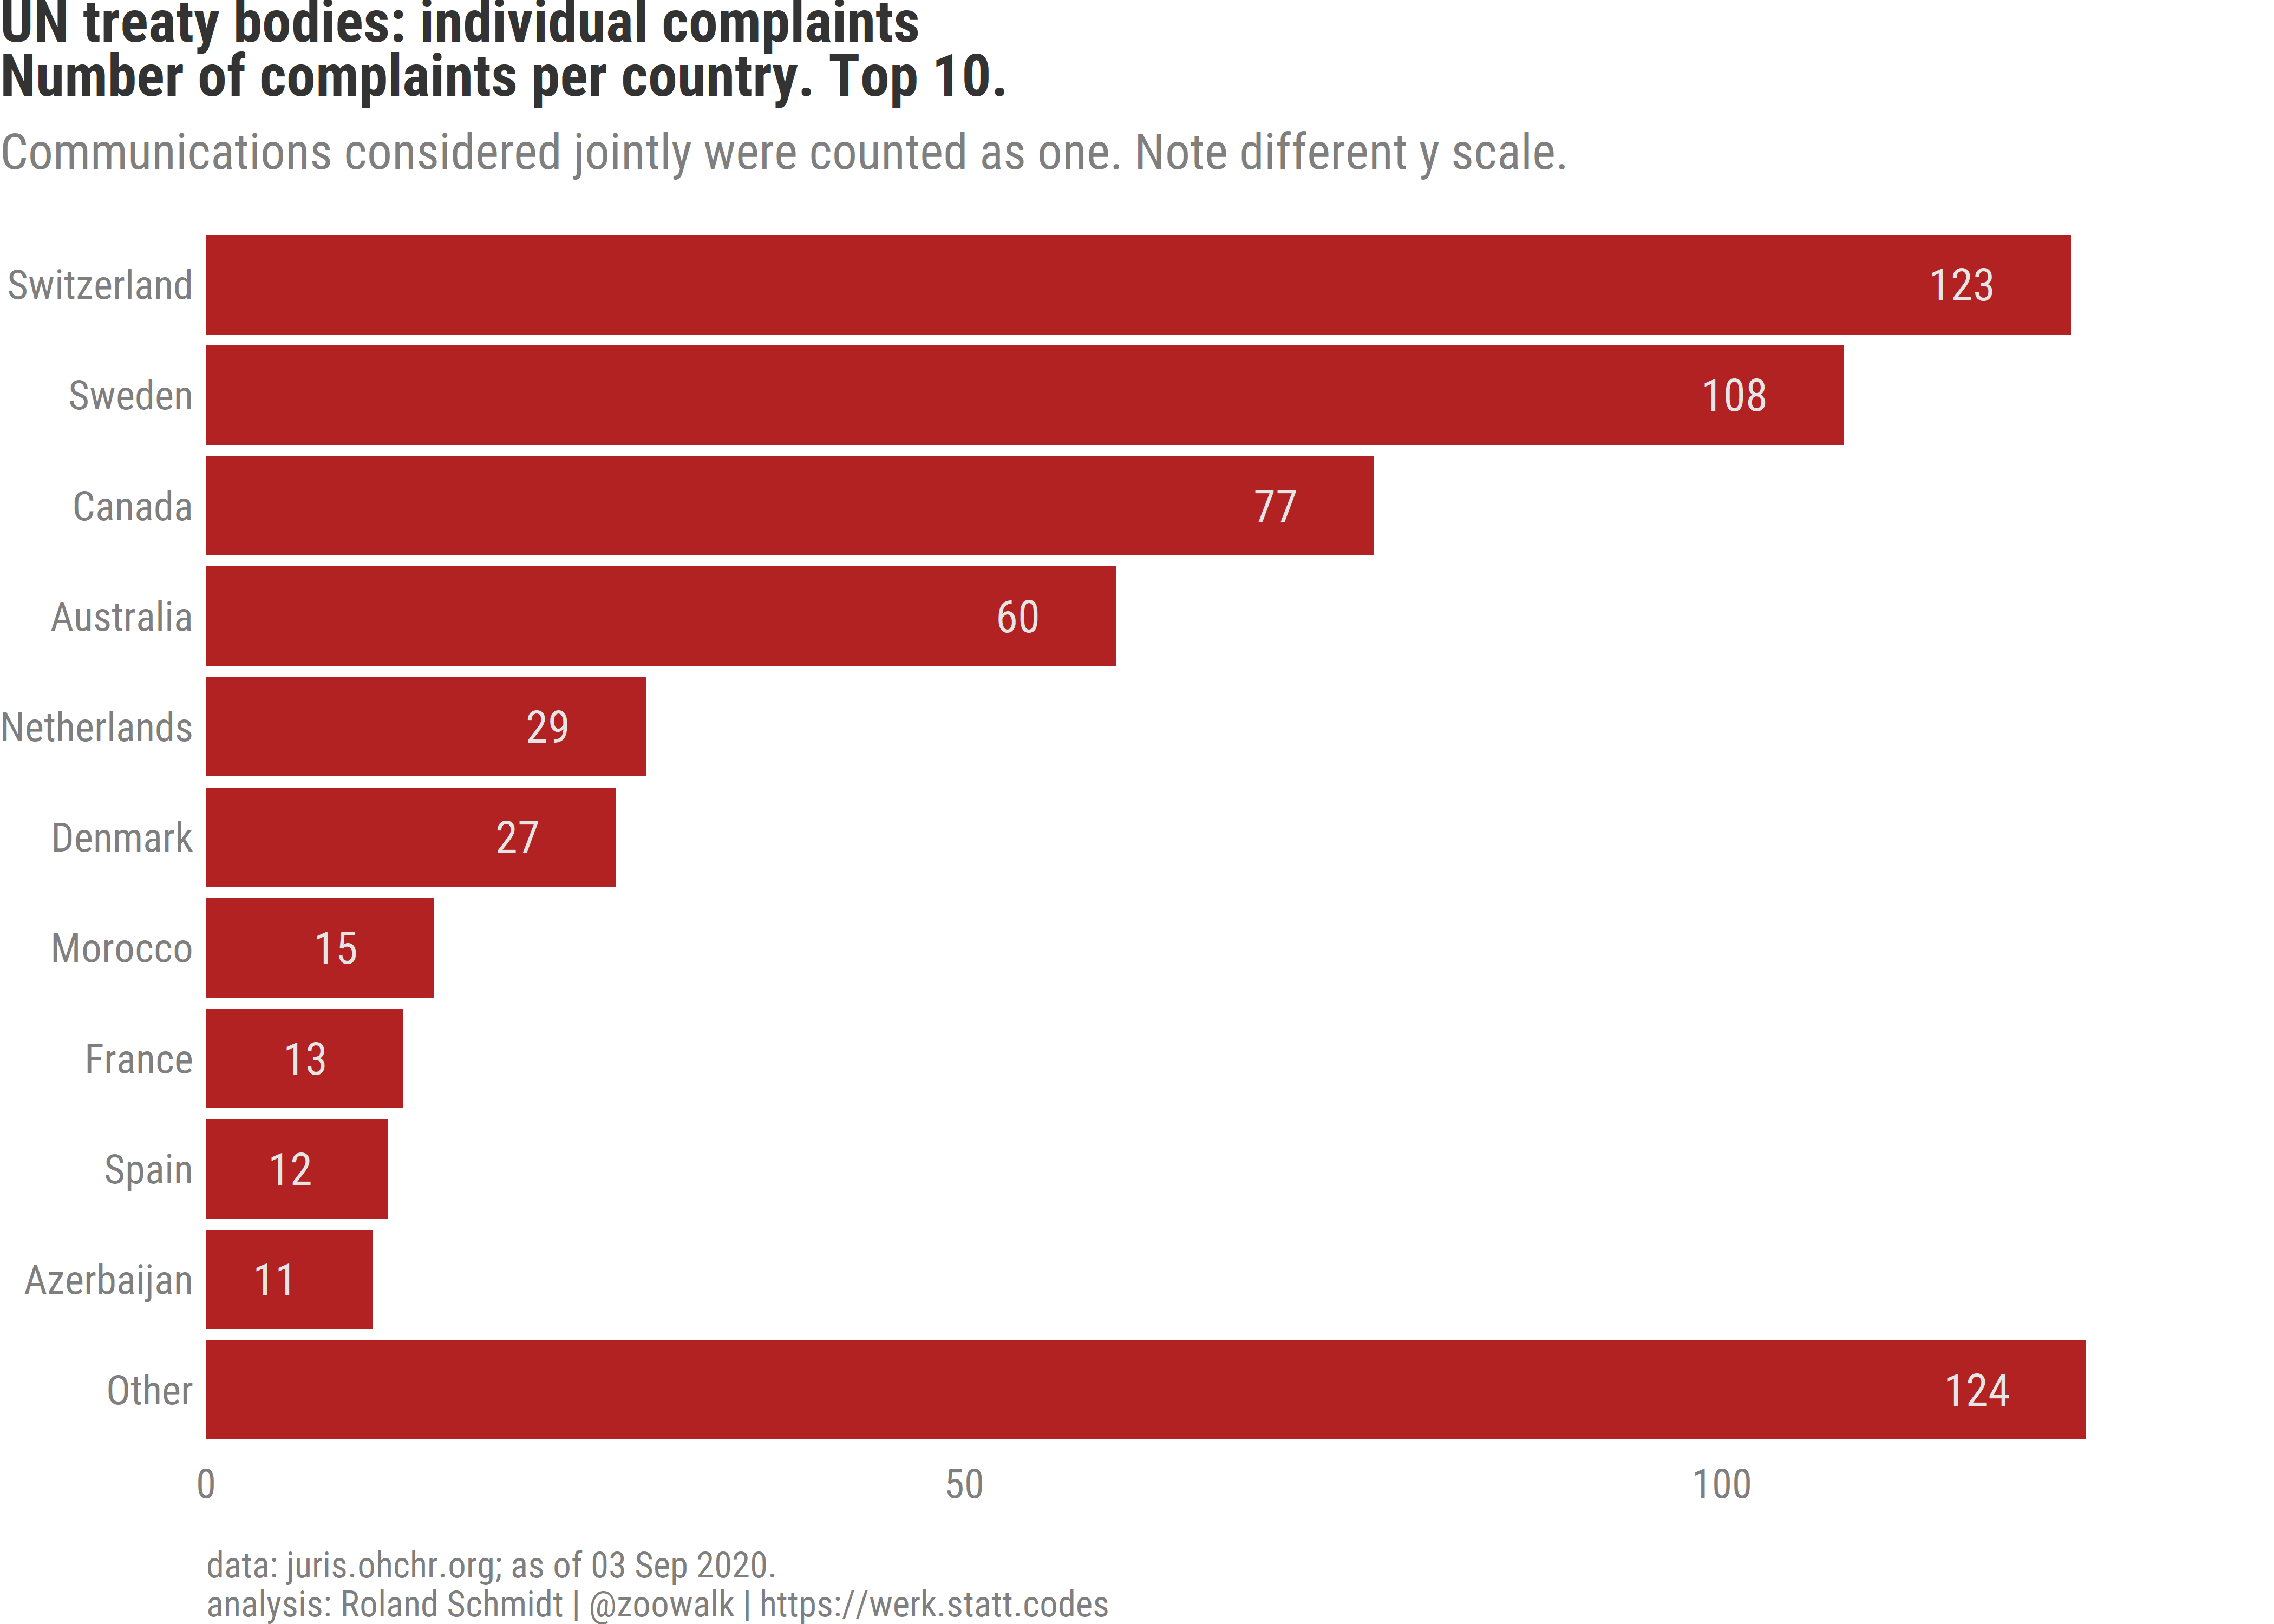 UN treaty bodies: individual complaints
Number of complaints per country. Top 10.
Communications considered jointly were counted as one. Note different y scale.
Switzerland 123
Sweden 108
Canada 77
Australia 60
Netherlands 29
Denmark 27
Morocco 15
France 13
Spain 12
Azerbaijan 11
Other 124
0 50 100
data: juris.ohchr.org; as of 03 Sep 2020.
analysis: Roland Schmidt | @zoowalk | https://werk.statt.codes